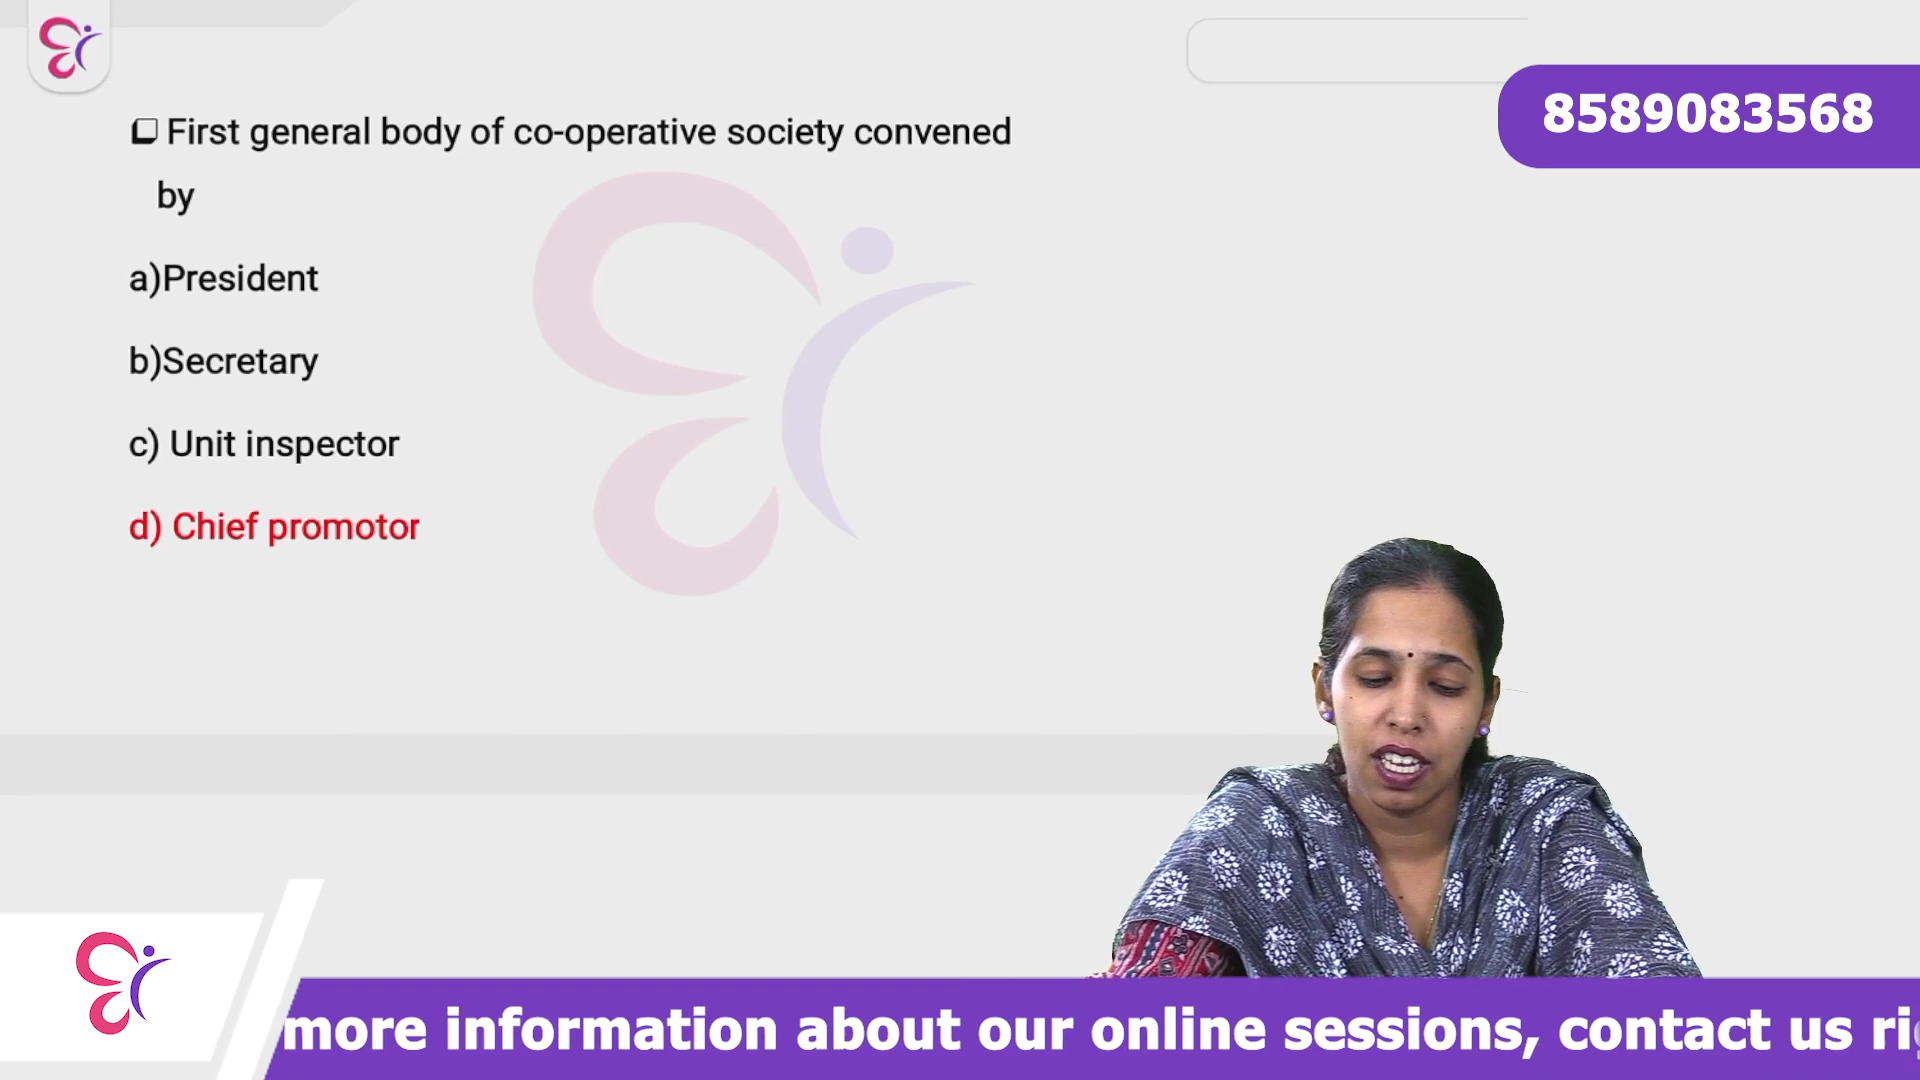 8589083568
❑ First general body of co-operative society convened
by
a)President
b)Secretary
c) Unit inspector
d) Chief promotor
more information about our online sessions, contact us